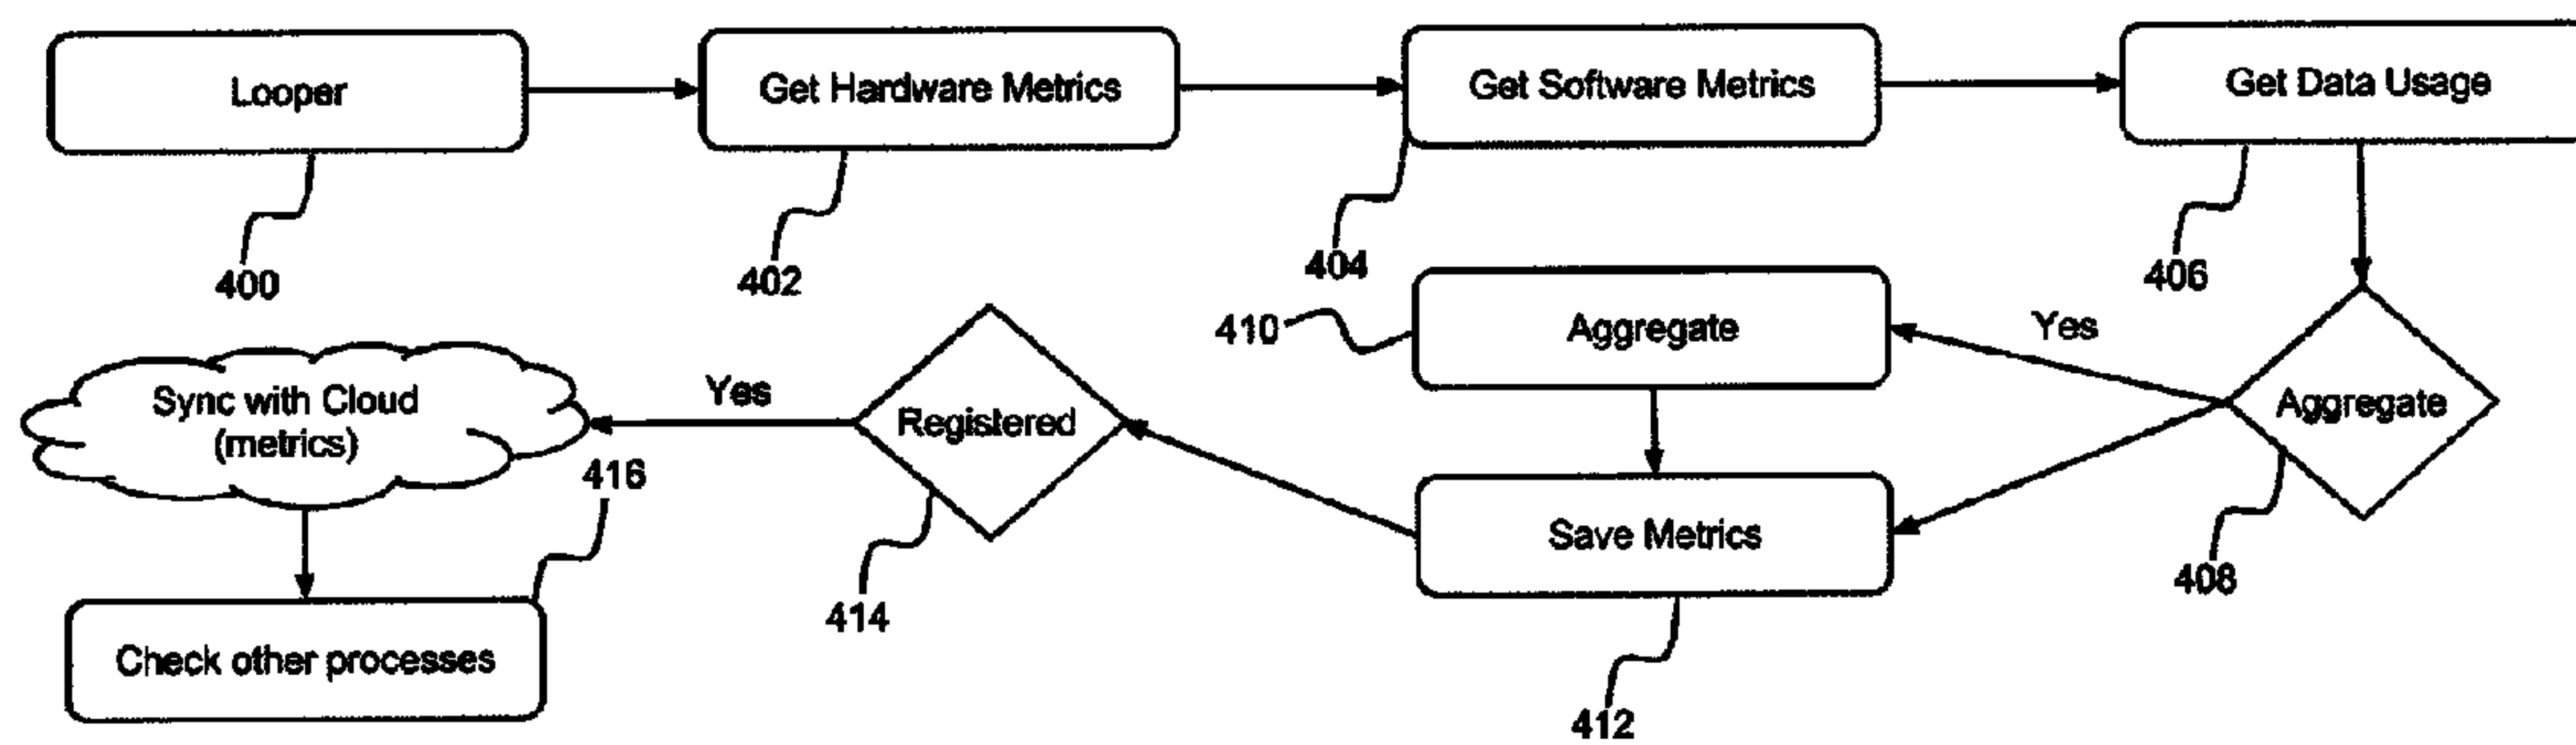 Looper
Get Hardware Metrics
Get Software Metrics
Get Data Usage
400
402
404
406
410
Aggregate
Yes
Aggregate
Sync with Cloud
(metrics)
Yes
Registered
416
408
Save Metrics
414
Check other processes
412